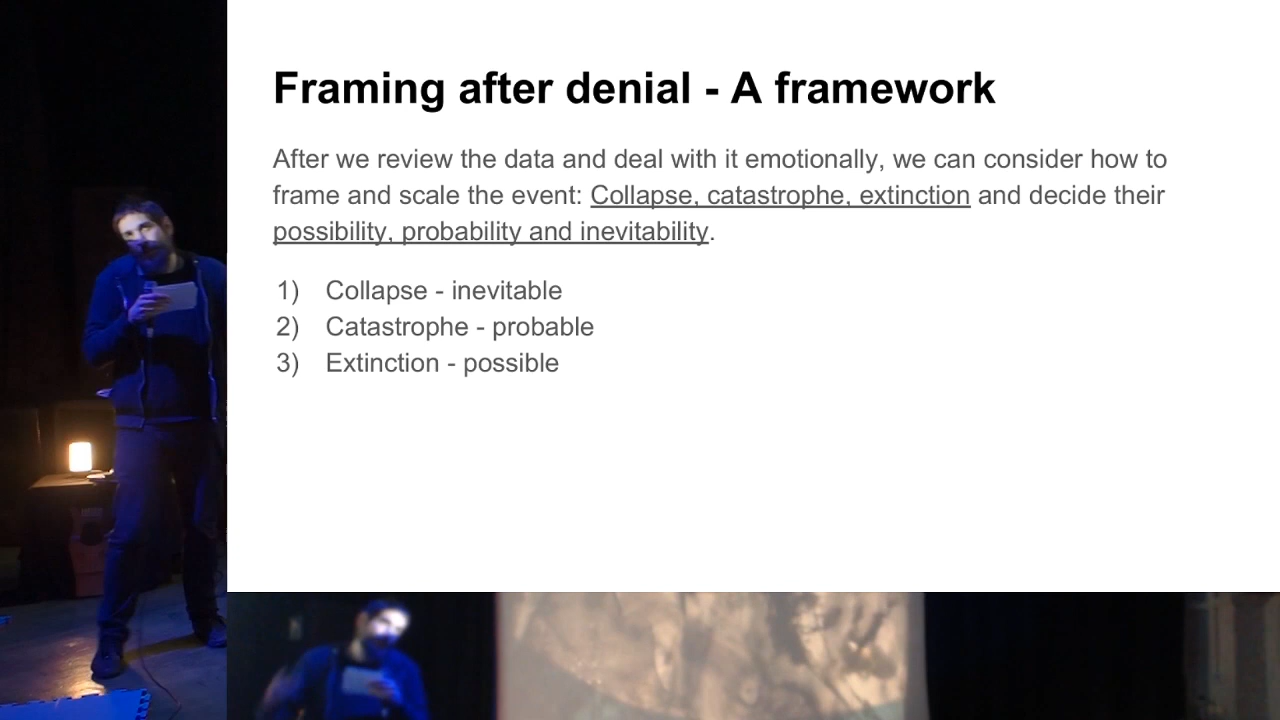 Framing after denial - A framework
After we review the data and deal with it emotionally, we can consider how to
frame and scale the event: Collapse, catastrophe, extinction and decide their
possibility, probability and inevitability.
1) Collapse - inevitable
2) Catastrophe - probable
3) Extinction - possible